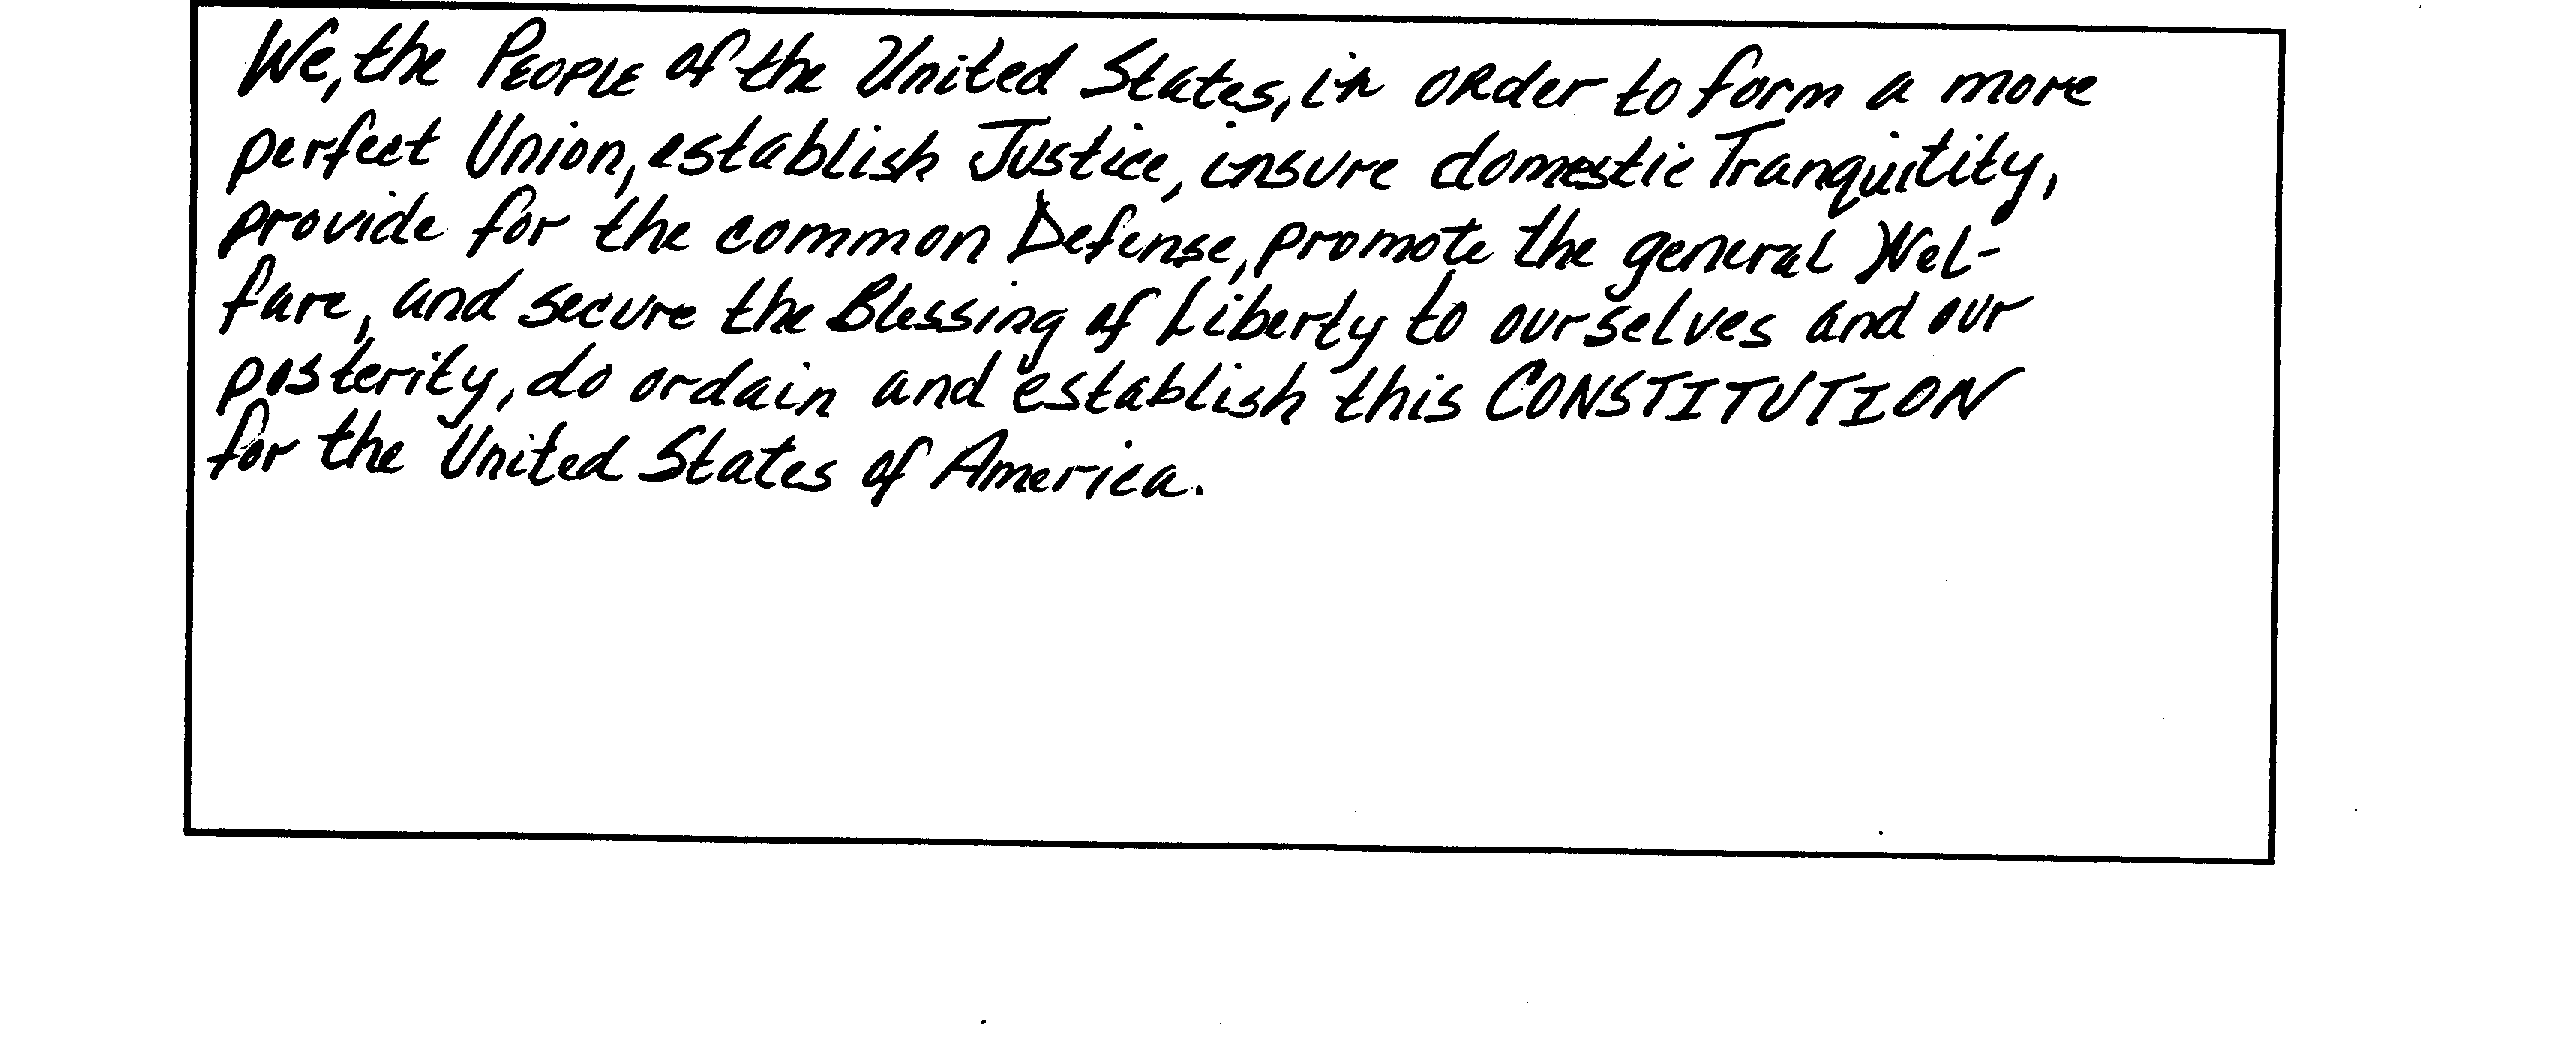 We, the PEOPLE of the United States, in ORder to form a more
perfect Union, establish Justice, insure domestic Tranquitity,
provide for the common Defense, promote the general Wel-
fare, and secure the Blessing of Liberty to ourselves and our
posterity, do ordain and establish this CONSTITUTION
for the United States of America.